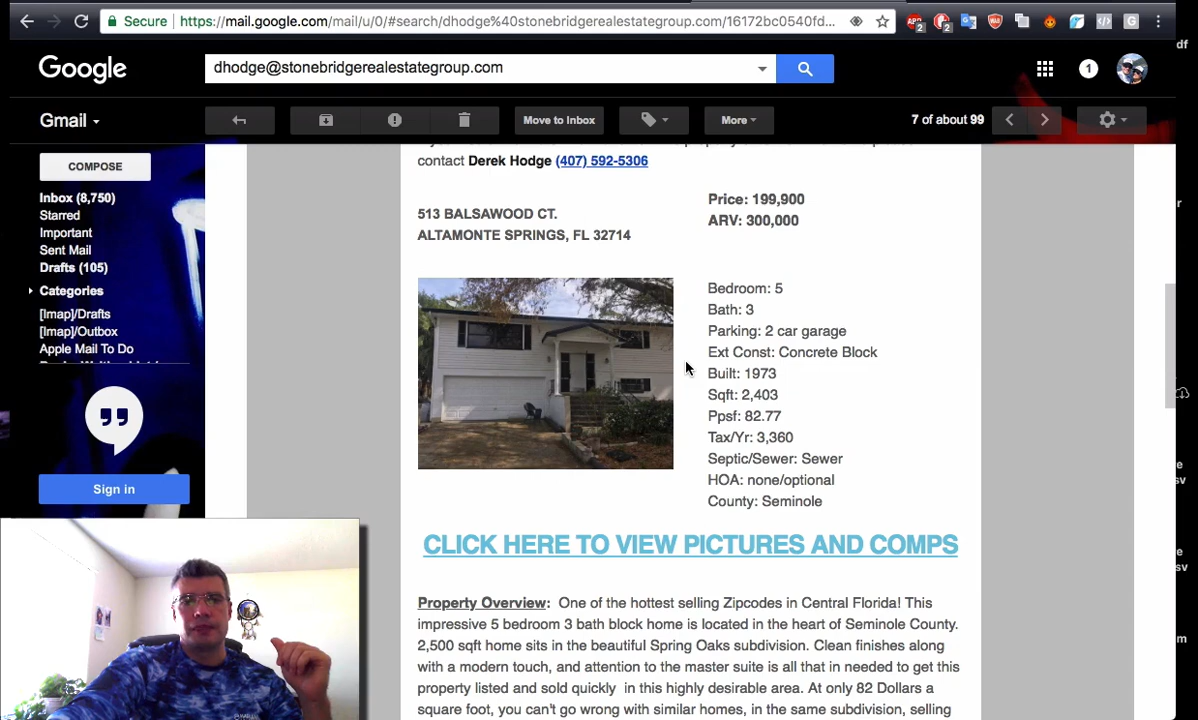 df
Secure
https://mail.google.com/mail/u/0/#search/dhodge%40stonebridgerealestategroup.com/16172bc0540fd...
2
2
G
Google
dhodge@stonebridgerealestategroup.com
1
Gmail
Move to Inbox
More
7 of about 99
COMPOSE
Inbox (8,750)
Starred
Important
Sent Mail
Drafts (105)
Categories
[Imap]/Drafts
[Imap]/Outbox
Apple Mail To Do
Sign in
contact Derek Hodge (407) 592-5306
513 BALSAWOOD CT.
ALTAMONTE SPRINGS, FL 32714
Price: 199,900
ARV: 300,000
Bedroom: 5
Bath: 3
Parking: 2 car garage
Ext Const: Concrete Block
Built: 1973
Sqft: 2,403
Ppsf: 82.77
Tax/Yr: 3,360
Septic/Sewer: Sewer
HOA: none/optional
County: Seminole
CLICK HERE TO VIEW PICTURES AND COMPS
Property Overview: One of the hottest selling Zipcodes in Central Florida! This
impressive 5 bedroom 3 bath block home is located in the heart of Seminole County.
2,500 sqft home sits in the beautiful Spring Oaks subdivision. Clean finishes along
with a modern touch, and attention to the master suite is all that in needed to get this
property listed and sold quickly in this highly desirable area. At only 82 Dollars a
square foot, you can't go wrong with similar homes, in the same subdivision, selling
r
e
sv
e
sv
m